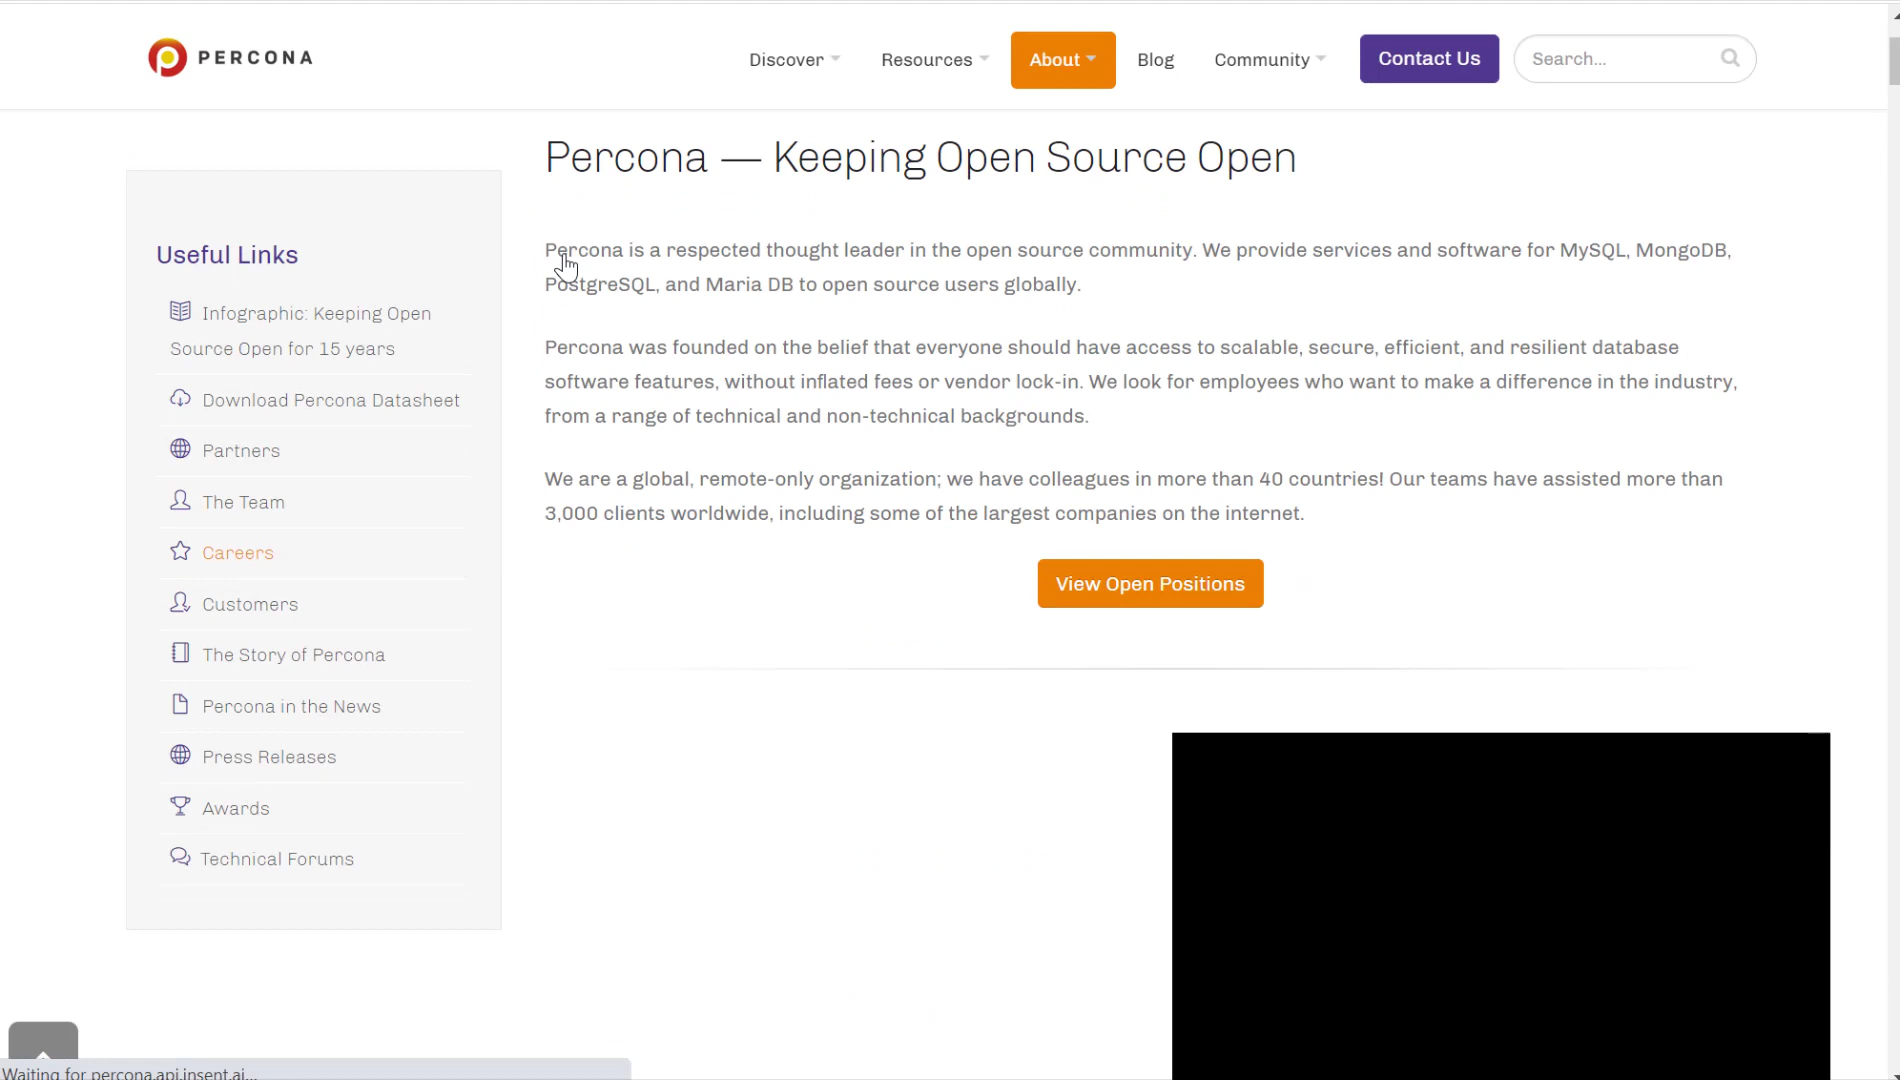 PERCONA
Discover
Resources
About
Blog
Community
Contact Us
Search...
Percona — Keeping Open Source Open
Useful Links
Infographic: Keeping Open
Source Open for 15 years
Download Percona Datasheet
Partners
The Team
Careers
Customers
The Story of Percona
Percona in the News
Press Releases
Awards
Technical Forums
Percona is a respected thought leader in the open source community. We provide services and software for MySQL, MongoDB,
PostgreSQL, and Maria DB to open source users globally.
Percona was founded on the belief that everyone should have access to scalable, secure, efficient, and resilient database
software features, without inflated fees or vendor lock-in. We look for employees who want to make a difference in the industry,
from a range of technical and non-technical backgrounds.
We are a global, remote-only organization; we have colleagues in more than 40 countries! Our teams have assisted more than
3,000 clients worldwide, including some of the largest companies on the internet.
View Open Positions
Waiting for percona.api.insent.ai...